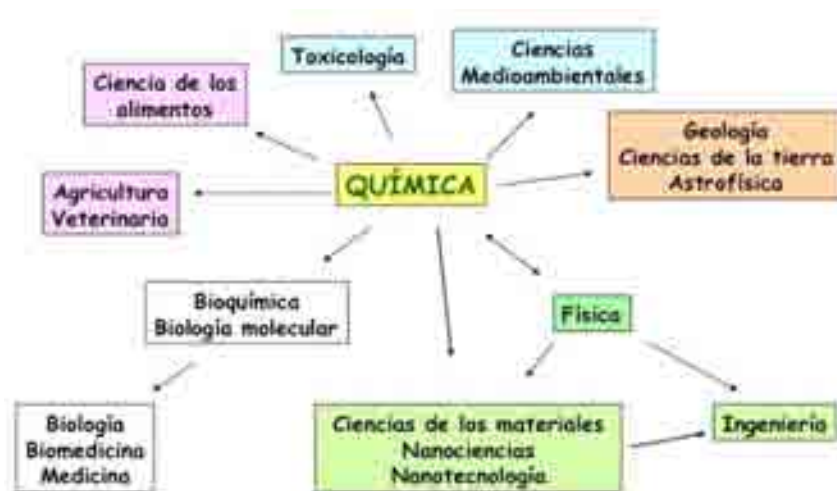 Toxicología
Ciencias
Medioambientales
Ciencia de los
alimentos
Geología
Ciencias de la tierra
Astrofísica
QUÍMICA
Agricultura
Veterinaria
Bioquímica
Biología molecular
Física
Biología
Biomedicina
Medicina
Ciencias de los materiales
Nanociencias
Nanotecnología
Ingeniería